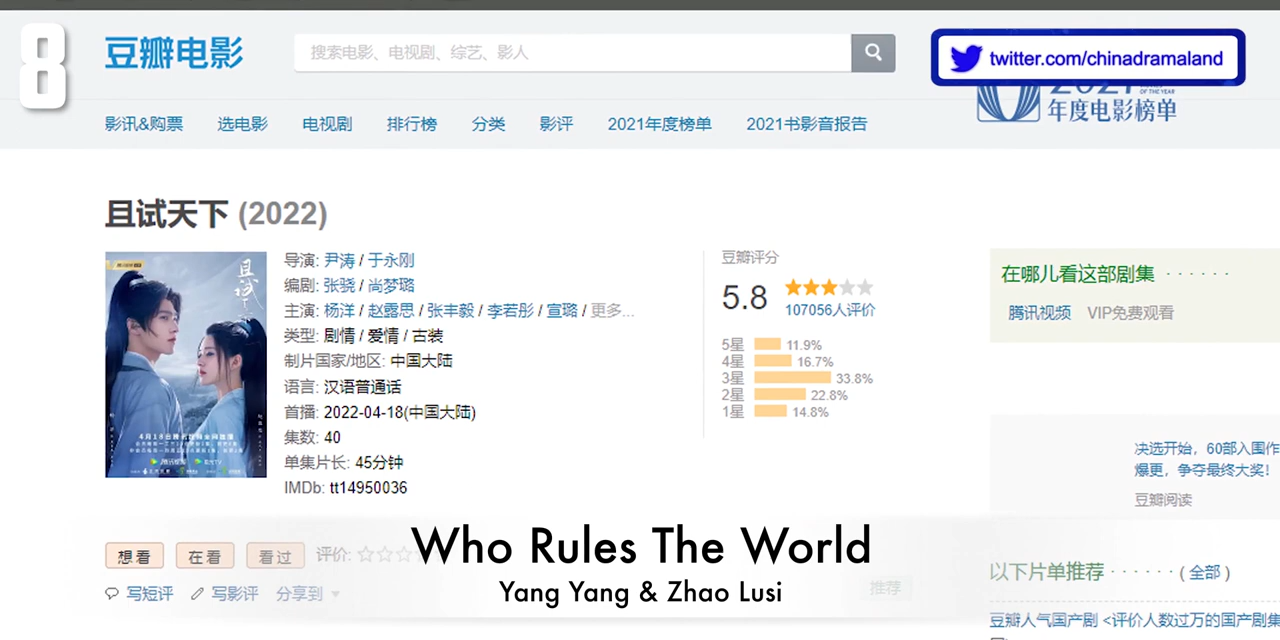 8
豆瓣电影
搜索电影、电视剧、综艺、影人
twitter.com/chinadramaland
年度电影榜单
影讯&购票 选电影 电视剧 排行榜 分类 影评 2021年度榜单 2021书影音报告
且试天下 (2022)
导演: 尹涛 / 于永刚
编剧: 张骁 / 尚梦璐
主演: 杨洋 / 赵露思 / 张丰毅 / 李若彤 / 宣璐 / 更多...
类型: 剧情 / 爱情 / 古装
制片国家/地区: 中国大陆
语言: 汉语普通话
首播: 2022-04-18(中国大陆)
集数: 40
单集片长: 45分钟
IMDb: tt14950036
豆瓣评分
5.8
107056人评价
5星 11.9%
4星 16.7%
3星 33.8%
2星 22.8%
1星 14.8%
在哪儿看这部剧集 · · · · · ·
腾讯视频 VIP免费观看
决选开始，60部入围作
爆更，争夺最终大奖！
豆瓣阅读
想看 在看 看过 评价:
写短评 写影评 分享到
推荐
Who Rules The World
Yang Yang & Zhao Lusi
以下片单推荐 · · · · · · ( 全部 )
豆瓣人气国产剧 <评价人数过万的国产剧集